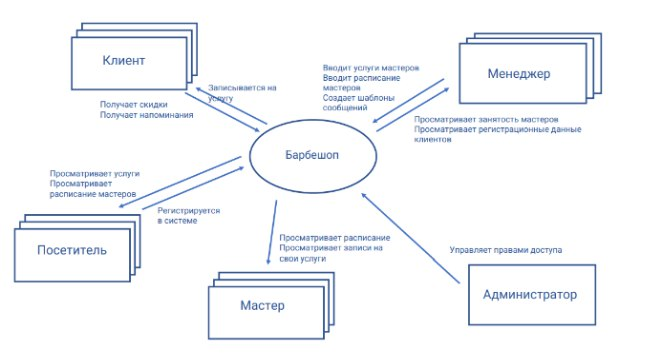 Клиент
Записывается на
услугу
Получает скидки
Получает напоминания
Вводит услуги мастеров
Вводит расписание
мастеров
Создает шаблоны
сообщений
Менеджер
Просматривает занятость мастеров
Просматривает регистрационные данные
клиентов
Барбешоп
Просматривает услуги
Просматривает
расписание мастеров
Регистрируется
в системе
Посетитель
Просматривает расписание
Просматривает записи на
свои услуги
Мастер
Управляет правами доступа
Администратор